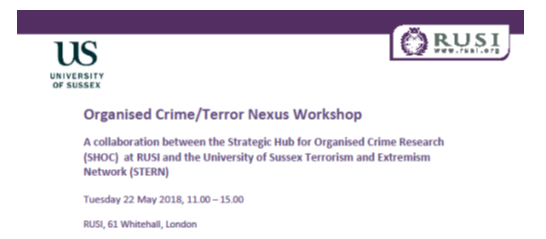 US
UNIVERSITY
OF SUSSEX
RUSI
www.rusi.org
Organised Crime/Terror Nexus Workshop
A collaboration between the Strategic Hub for Organised Crime Research
(SHOC) at RUSI and the University of Sussex Terrorism and Extremism
Network (STERN)
Tuesday 22 May 2018, 11.00 – 15.00
RUSI, 61 Whitehall, London